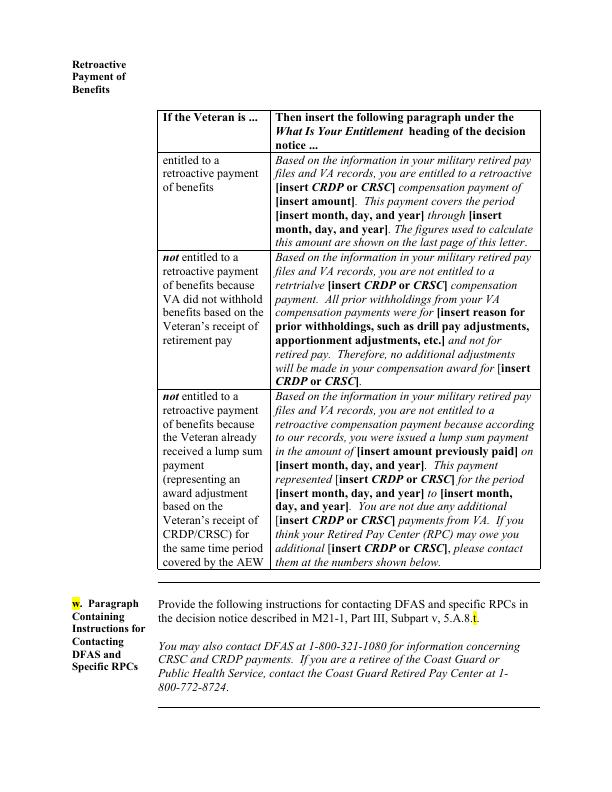 Retroactive
Payment of
Benefits
If the Veteran is ...
Then insert the following paragraph under the
What Is Your Entitlement heading of the decision
notice ...
entitled to a
retroactive payment
of benefits
Based on the information in your military retired pay
files and VA records, you are entitled to a retroactive
[insert CRDP or CRSC] compensation payment of
[insert amount]. This payment covers the period
[insert month, day, and year] through [insert
month, day, and year]. The figures used to calculate
this amount are shown on the last page of this letter.
not entitled to a
retroactive payment
of benefits because
VA did not withhold
benefits based on the
Veteran's receipt of
retirement pay
Based on the information in your military retired pay
files and VA records, you are not entitled to a
retrtrialve [insert CRDP or CRSC] compensation
payment. All prior withholdings from your VA
compensation payments were for [insert reason for
prior withholdings, such as drill pay adjustments,
apportionment adjustments, etc.] and not for
retired pay. Therefore, no additional adjustments
will be made in your compensation award for [insert
CRDP or CRSC].
not entitled to a
retroactive payment
of benefits because
the Veteran already
received a lump sum
payment
(representing an
award adjustment
based on the
Veteran's receipt of
CRDP/CRSC) for
the same time period
covered by the AEW
Based on the information in your military retired pay
files and VA records, you are not entitled to a
retroactive compensation payment because according
to our records, you were issued a lump sum payment
in the amount of [insert amount previously paid] on
[insert month, day, and year]. This payment
represented [insert CRDP or CRSC] for the period
[insert month, day, and year] to [insert month,
day, and year]. You are not due any additional
[insert CRDP or CRSC] payments from VA. If you
think your Retired Pay Center (RPC) may owe you
additional [insert CRDP or CRSC], please contact
them at the numbers shown below.
w. Paragraph
Containing
Instructions for
Contacting
DFAS and
Specific RPCs
Provide the following instructions for contacting DFAS and specific RPCs in
the decision notice described in M21-1, Part III, Subpart v, 5.A.8.t.
You may also contact DFAS at 1-800-321-1080 for information concerning
CRSC and CRDP payments. If you are a retiree of the Coast Guard or
Public Health Service, contact the Coast Guard Retired Pay Center at 1-
800-772-8724.